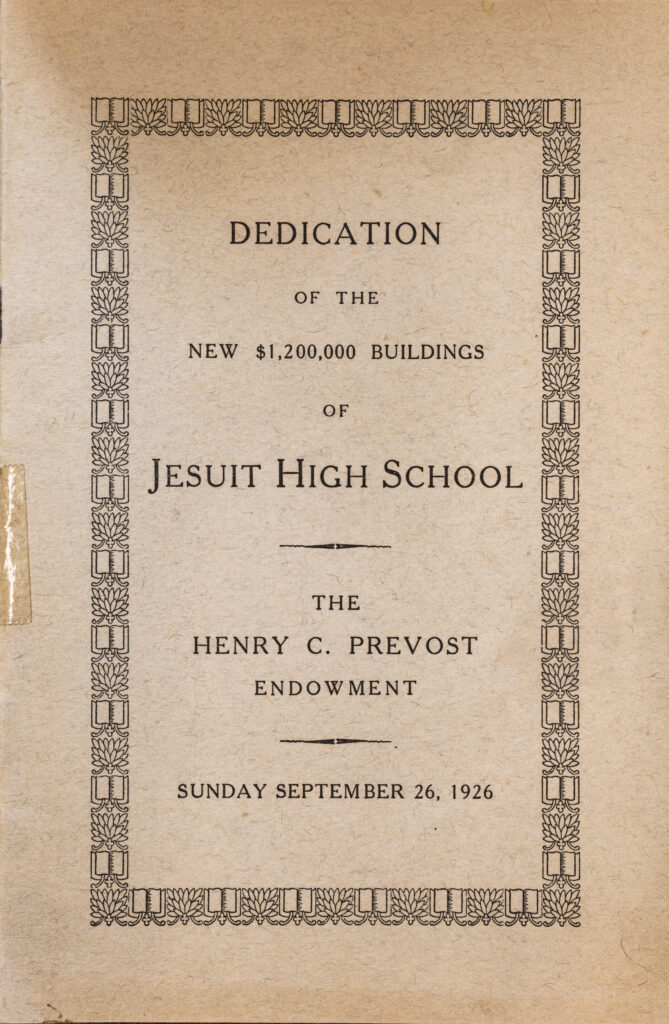 DEDICATION
OF THE
NEW $1,200,000 BUILDINGS
OF
JESUIT HIGH SCHOOL
THE
HENRY C. PREVOST
ENDOWMENT
SUNDAY SEPTEMBER 26, 1926